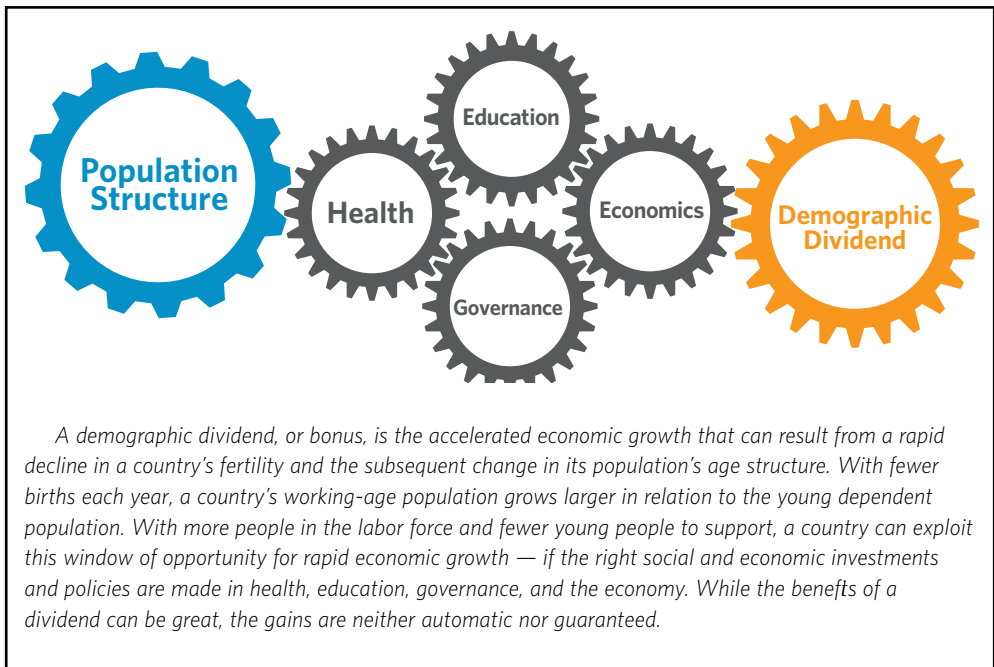 Education
Population
Structure
Health
Economics
Demographic
Dividend
Governance
A demographic dividend, or bonus, is the accelerated economic growth that can result from a rapid
decline in a country's fertility and the subsequent change in its population's age structure. With fewer
births each year, a country's working-age population grows larger in relation to the young dependent
population. With more people in the labor force and fewer young people to support, a country can exploit
this window of opportunity for rapid economic growth — if the right social and economic investments
and policies are made in health, education, governance, and the economy. While the benefits of a
dividend can be great, the gains are neither automatic nor guaranteed.